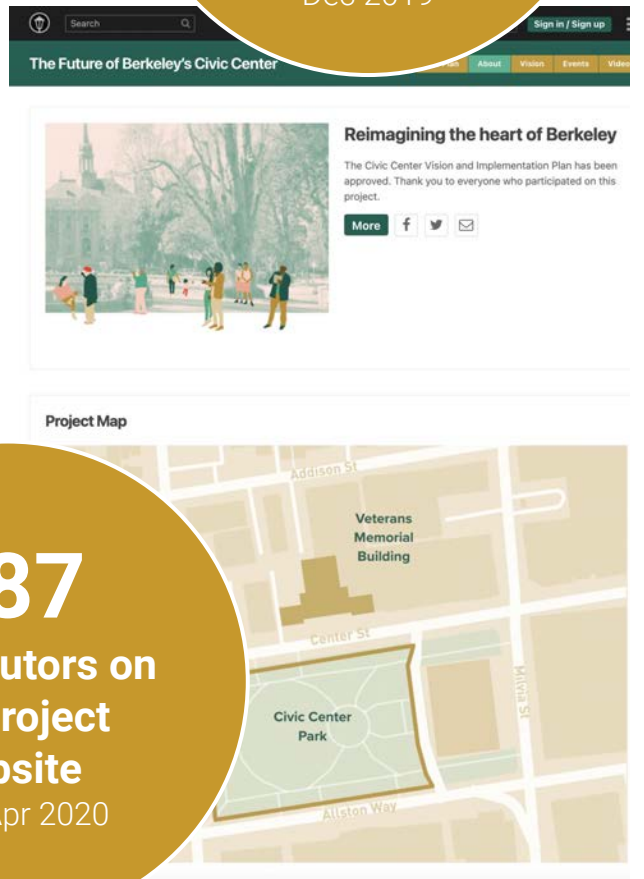 Dec 2019
Search
Sign in / Sign up
The Future of Berkeley's Civic Center
About
Vision
Events
Video
Reimagining the heart of Berkeley
The Civic Center Vision and Implementation Plan has been
approved. Thank you to everyone who participated on this
project.
More
Project Map
Addison St
Veterans
Memorial
Building
Center St
Milvia St
Civic Center
Park
Allston Way
87
utors on
roject
bsite
pr 2020